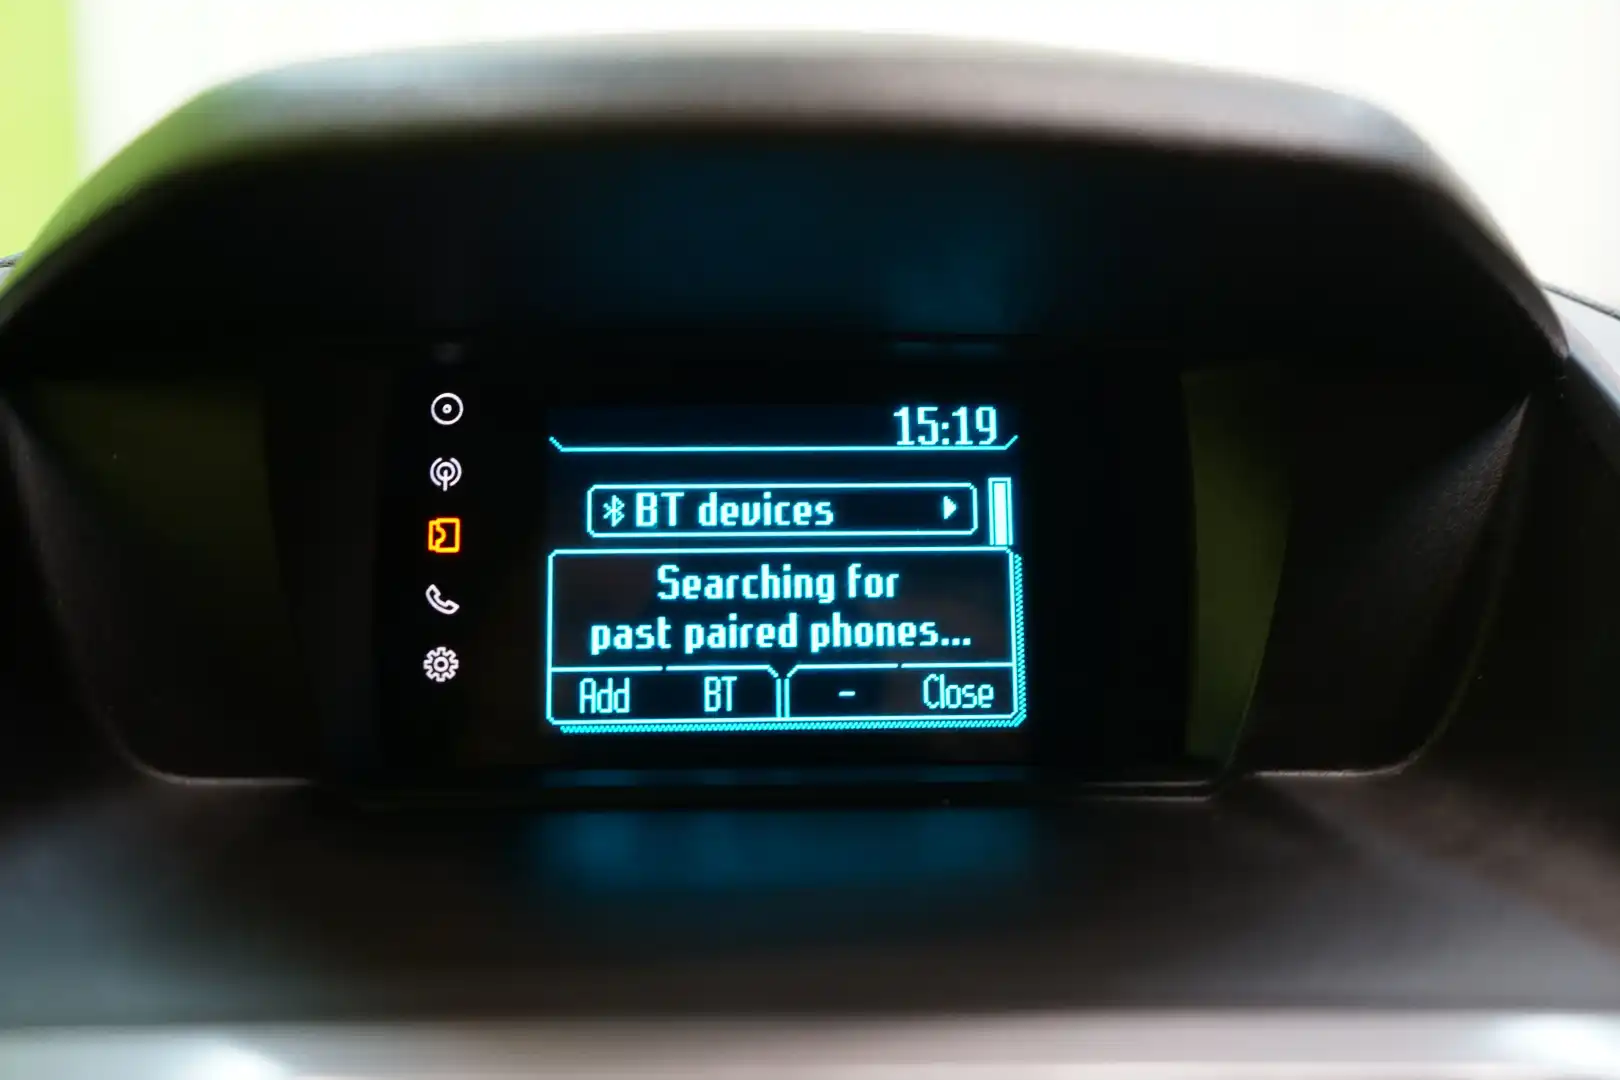 15:19
BT devices
Searching for
past paired phones...
Add BT - Close